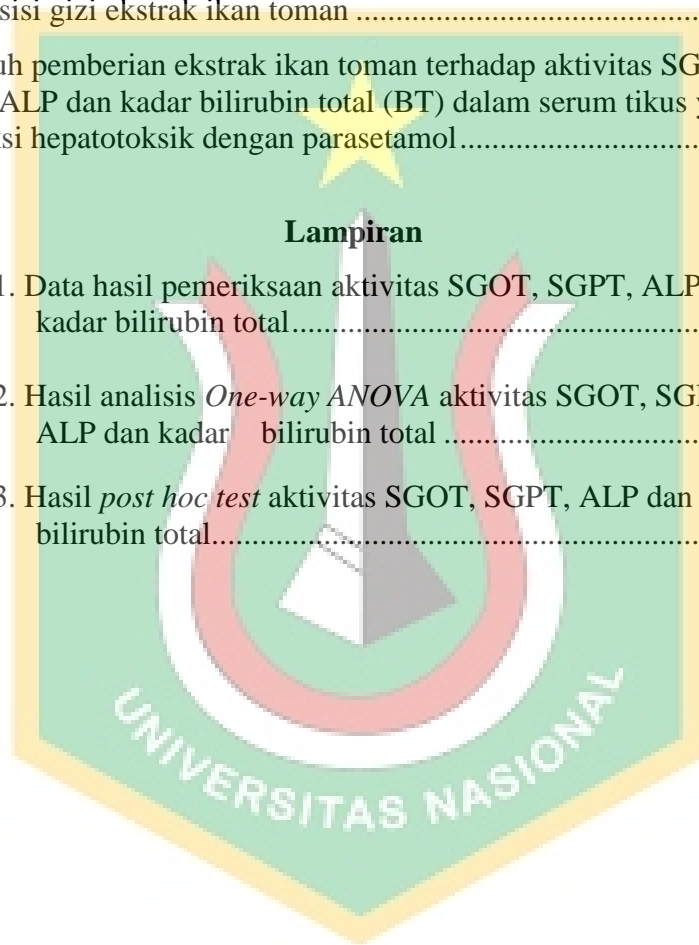 sisi gizi ekstrak ikan toman ........................................
uh pemberian ekstrak ikan toman terhadap aktivitas SG
ALP dan kadar bilirubin total (BT) dalam serum tikus
ksi hepatotoksik dengan parasetamol ............................
Lampiran
1. Data hasil pemeriksaan aktivitas SGOT, SGPT, ALP
kadar bilirubin total ................................................
2. Hasil analisis One-way ANOVA aktivitas SGOT, SG
ALP dan kadar bilirubin total ................................
3. Hasil post hoc test aktivitas SGOT, SGPT, ALP dan
bilirubin total ..........................................................
UNIVERSITAS NASIONAL